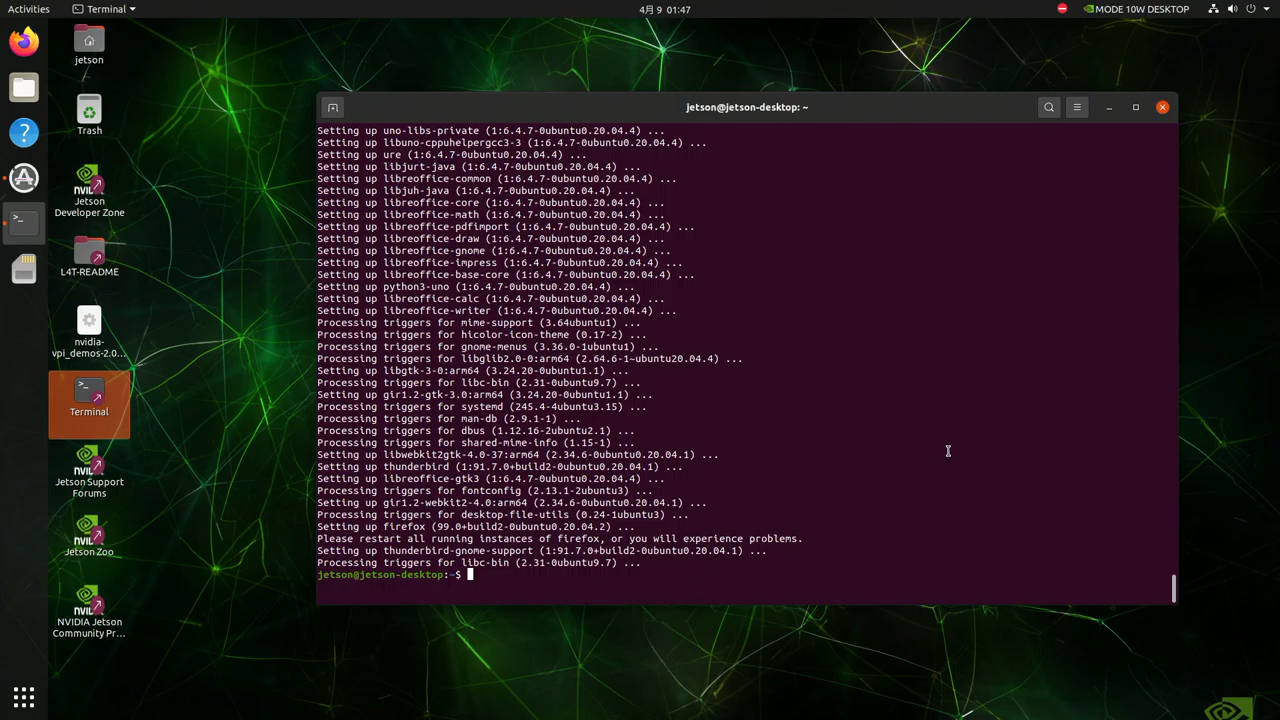 Activities
Terminal
4月 9 01:47
MODE 10W DESKTOP
jetson
Trash
Jetson
Developer Zone
L4T-README
nvidia-
vpi_demos-2.0...
Terminal
Jetson Support
Forums
Jetson Zoo
NVIDIA Jetson
Community Pr...
jetson@jetson-desktop: ~
Setting up uno-libs-private (1:6.4.7-0ubuntu0.20.04.4) ...
Setting up libuno-cppuhelpergcc3-3 (1:6.4.7-0ubuntu0.20.04.4) ...
Setting up ure (1:6.4.7-0ubuntu0.20.04.4) ...
Setting up libjurt-java (1:6.4.7-0ubuntu0.20.04.4) ...
Setting up libreoffice-common (1:6.4.7-0ubuntu0.20.04.4) ...
Setting up libjuh-java (1:6.4.7-0ubuntu0.20.04.4) ...
Setting up libreoffice-core (1:6.4.7-0ubuntu0.20.04.4) ...
Setting up libreoffice-math (1:6.4.7-0ubuntu0.20.04.4) ...
Setting up libreoffice-pdfimport (1:6.4.7-0ubuntu0.20.04.4) ...
Setting up libreoffice-draw (1:6.4.7-0ubuntu0.20.04.4) ...
Setting up libreoffice-gnome (1:6.4.7-0ubuntu0.20.04.4) ...
Setting up libreoffice-impress (1:6.4.7-0ubuntu0.20.04.4) ...
Setting up libreoffice-base-core (1:6.4.7-0ubuntu0.20.04.4) ...
Setting up python3-uno (1:6.4.7-0ubuntu0.20.04.4) ...
Setting up libreoffice-calc (1:6.4.7-0ubuntu0.20.04.4) ...
Setting up libreoffice-writer (1:6.4.7-0ubuntu0.20.04.4) ...
Processing triggers for mime-support (3.64ubuntu1) ...
Processing triggers for hicolor-icon-theme (0.17-2) ...
Processing triggers for gnome-menus (3.36.0-1ubuntu1) ...
Processing triggers for libglib2.0-0:arm64 (2.64.6-1~ubuntu20.04.4) ...
Setting up libgtk-3-0:arm64 (3.24.20-0ubuntu1.1) ...
Processing triggers for libc-bin (2.31-0ubuntu9.7) ...
Setting up gir1.2-gtk-3.0:arm64 (3.24.20-0ubuntu1.1) ...
Processing triggers for systemd (245.4-4ubuntu3.15) ...
Processing triggers for man-db (2.9.1-1) ...
Processing triggers for dbus (1.12.16-2ubuntu2.1) ...
Processing triggers for shared-mime-info (1.15-1) ...
Setting up libwebkit2gtk-4.0-37:arm64 (2.34.6-0ubuntu0.20.04.1) ...
Setting up thunderbird (1:91.7.0+build2-0ubuntu0.20.04.1) ...
Setting up libreoffice-gtk3 (1:6.4.7-0ubuntu0.20.04.4) ...
Processing triggers for fontconfig (2.13.1-2ubuntu3) ...
Setting up gir1.2-webkit2-4.0:arm64 (2.34.6-0ubuntu0.20.04.1) ...
Processing triggers for desktop-file-utils (0.24-1ubuntu3) ...
Setting up firefox (99.0+build2-0ubuntu0.20.04.2) ...
Please restart all running instances of firefox, or you will experience problems.
Setting up thunderbird-gnome-support (1:91.7.0+build2-0ubuntu0.20.04.1) ...
Processing triggers for libc-bin (2.31-0ubuntu9.7) ...
jetson@jetson-desktop:~$